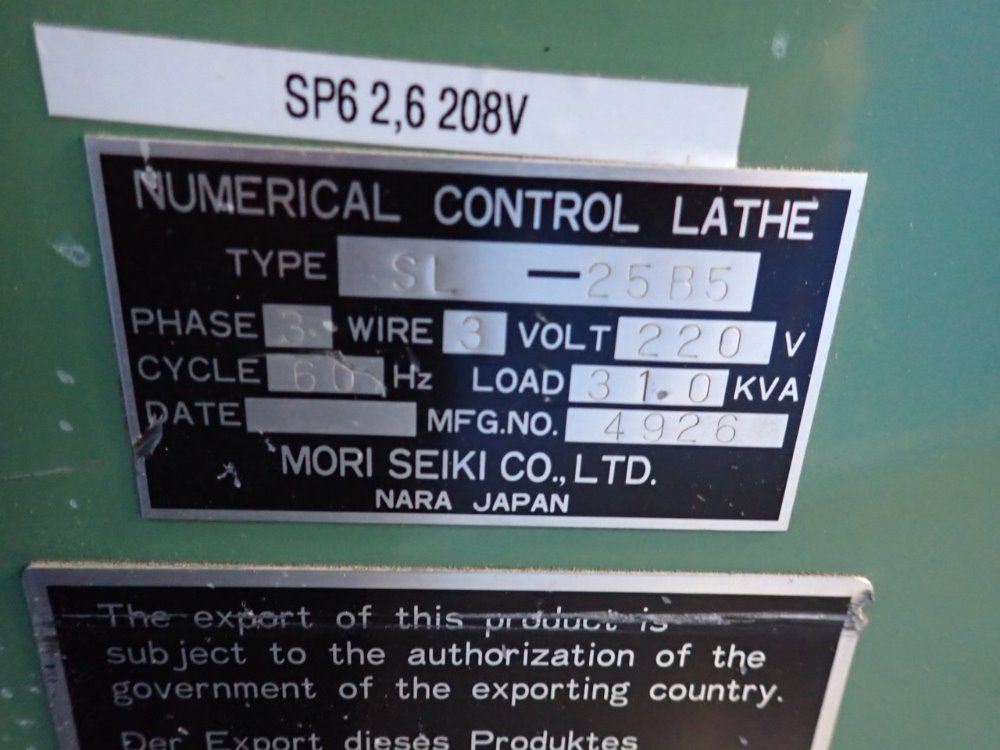 SP6 2,6 208V
NUMERICAL CONTROL LATHE
TYPE SL —25B5
PHASE 3 WIRE 3 VOLT 220 V
CYCLE 60 Hz LOAD 31.0 KVA
DATE MFG.NO. 4926
MORI SEIKI CO., LTD.
NARA JAPAN
The export of this product is
subject to the authorization of the
government of the exporting country.
Der Export dieses Produktes